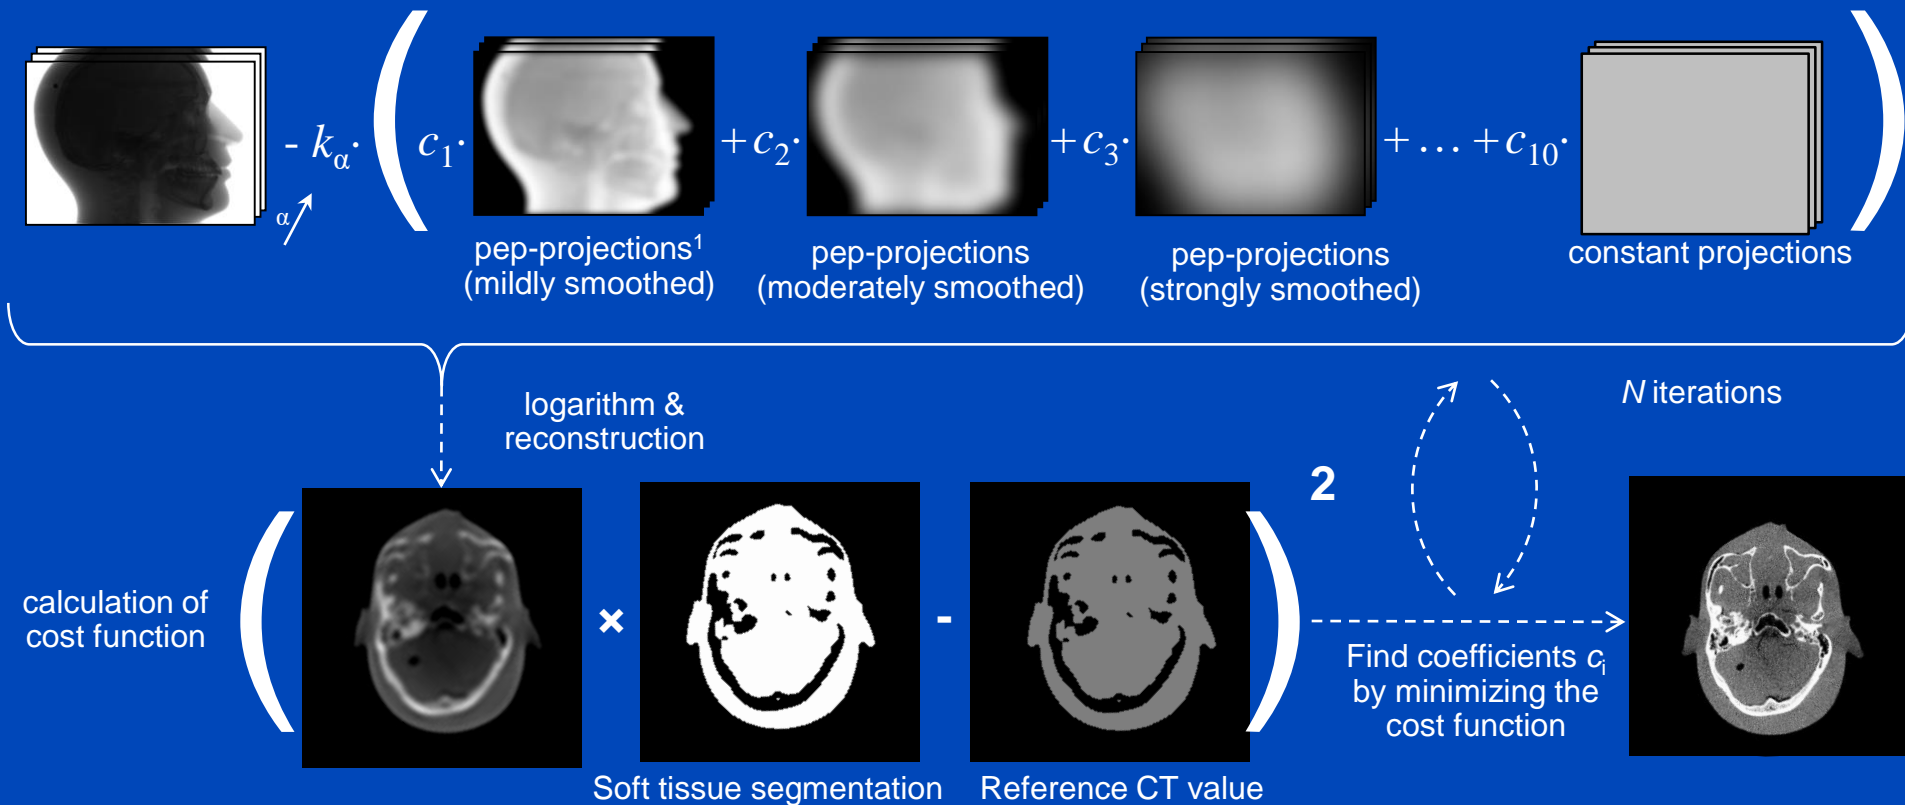 - kα· ( c1· +c2· +c3· +… +c10· )
α
pep-projections¹
(mildly smoothed)
pep-projections
(moderately smoothed)
pep-projections
(strongly smoothed)
constant projections
logarithm &
reconstruction
N iterations
calculation of
cost function
( × - ) 2
Find coefficients ci
by minimizing the
cost function
Soft tissue segmentation
Reference CT value